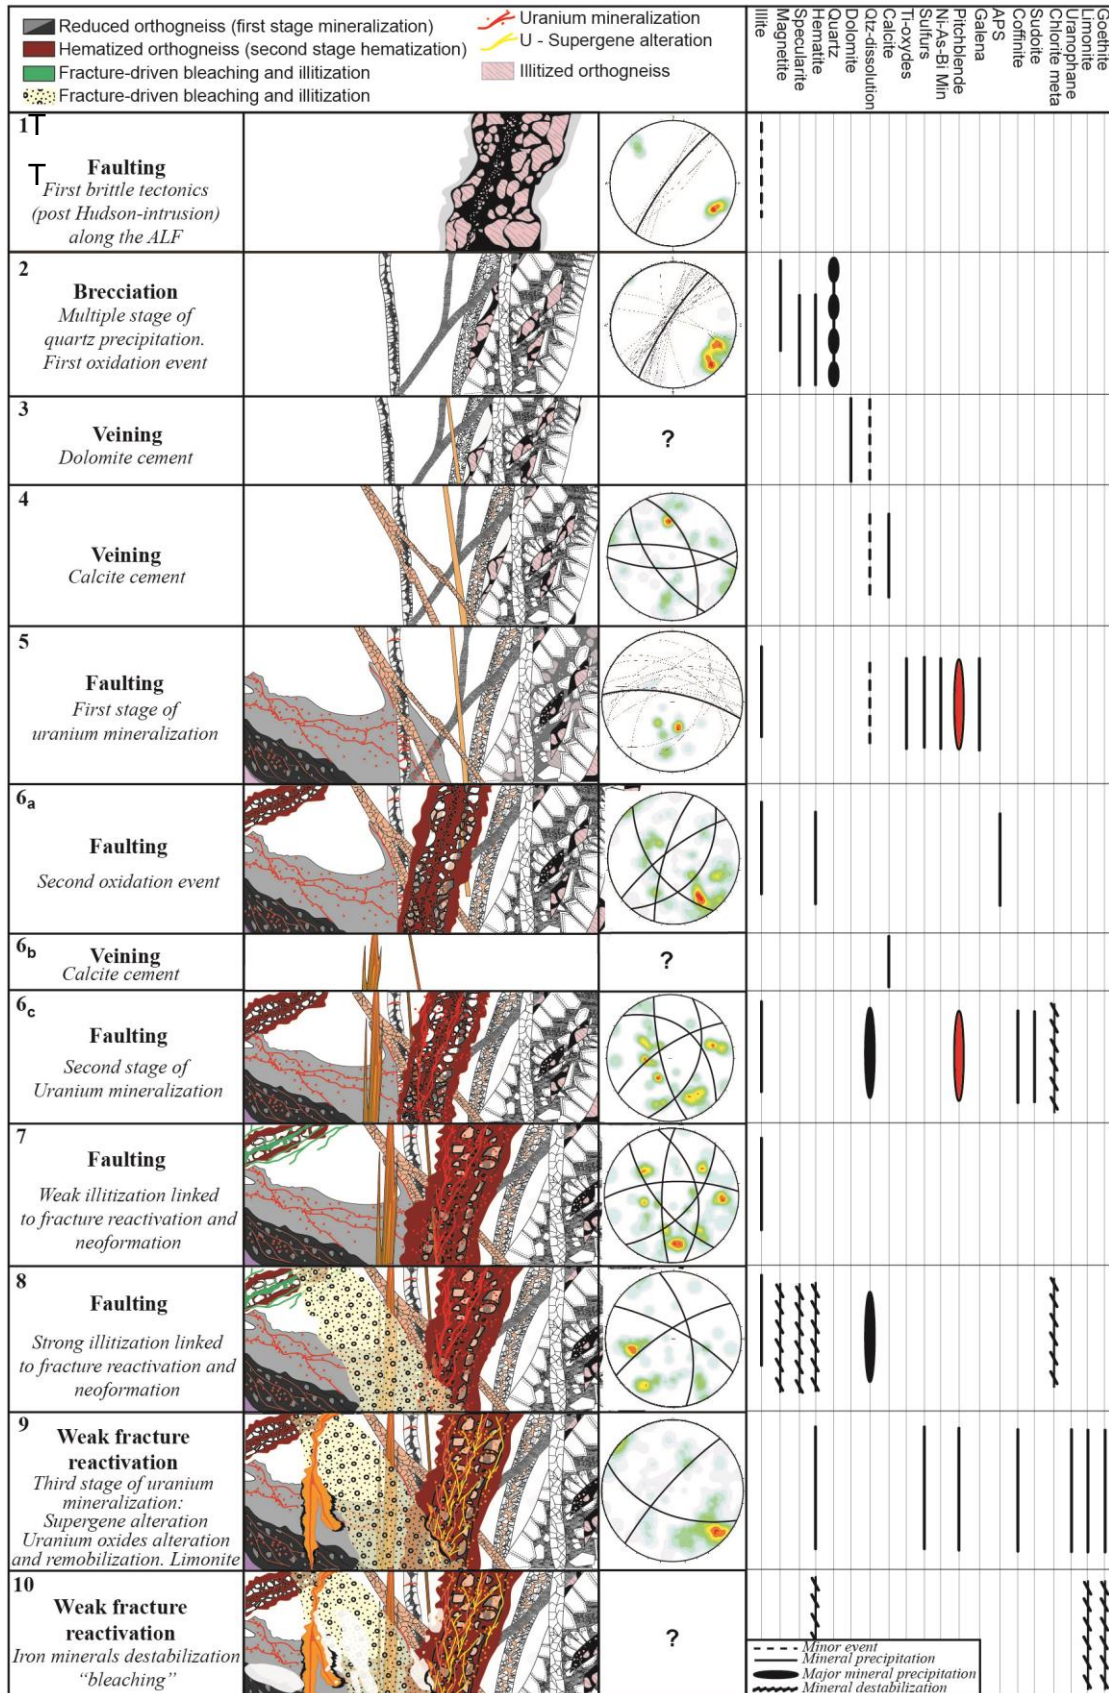 Reduced orthogneiss (first stage mineralization)
Hematized orthogneiss (second stage hematization)
Fracture-driven bleaching and illitization
Fracture-driven bleaching and illitization
Uranium mineralization
U - Supergene alteration
Illitized orthogneiss
Illite
Magnetite
Specularite
Hematite
Quartz
Dolomite
Qtz-dissolution
Calcite
Ti-oxydes
Sulfurs
Ni-As-Bi Min
Pitchblende
Galena
APS
Coffinite
Sudoite
Chlorite meta
Uranophane
Limonite
Goethite
1T
T
Faulting
First brittle tectonics
(post Hudson-intrusion)
along the ALF
2
Brecciation
Multiple stage of
quartz precipitation.
First oxidation event
3
Veining
Dolomite cement
?
4
Veining
Calcite cement
5
Faulting
First stage of
uranium mineralization
6a
Faulting
Second oxidation event
6b
Veining
Calcite cement
?
6c
Faulting
Second stage of
Uranium mineralization
7
Faulting
Weak illitization linked
to fracture reactivation and
neoformation
8
Faulting
Strong illitization linked
to fracture reactivation and
neoformation
9
Weak fracture
reactivation
Third stage of uranium
mineralization:
Supergene alteration
Uranium oxides alteration
and remobilization. Limonite
10
Weak fracture
reactivation
Iron minerals destabilization
“bleaching”
?
Minor event
Mineral precipitation
Major mineral precipitation
Mineral destabilization